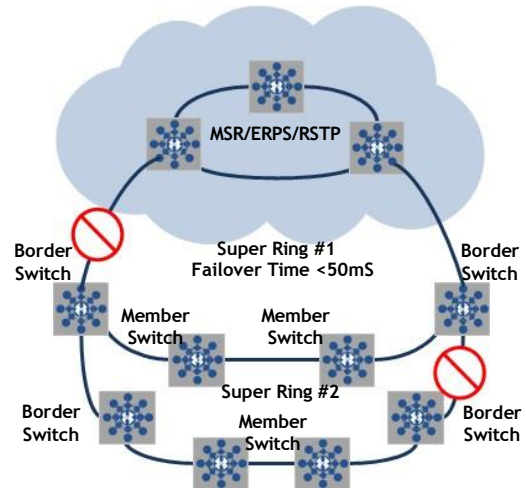 MSR/ERPS/RSTP
Super Ring #1
Failover Time <50mS
Border
Switch
Border
Switch
Member
Switch
Member
Switch
Super Ring #2
Border
Switch
Member
Switch
Border
Switch